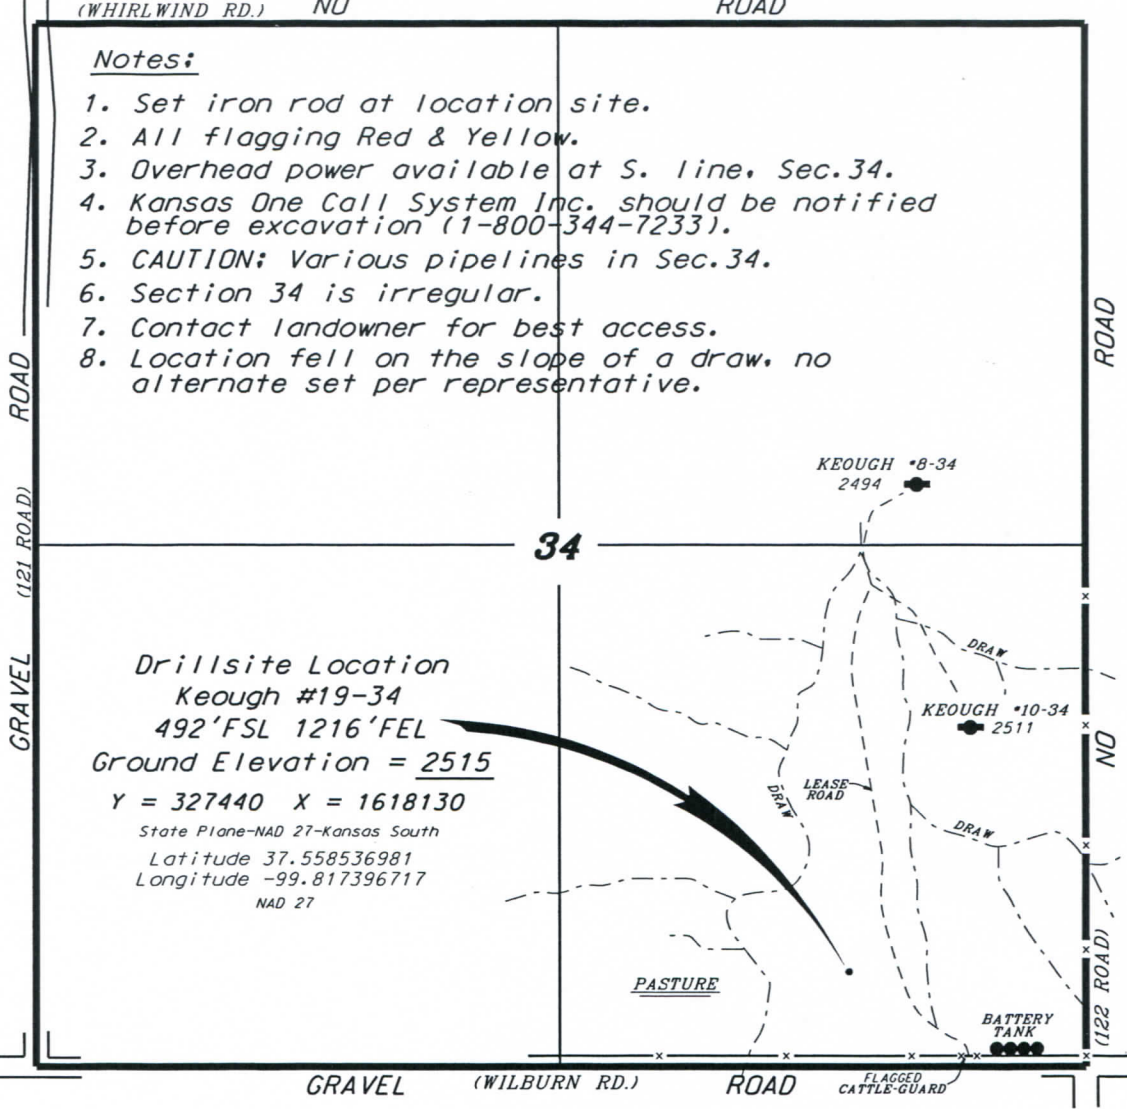 (WHIRLWIND RD.) NO ROAD
Notes:
1. Set iron rod at location site.
2. All flagging Red & Yellow.
3. Overhead power available at S. line, Sec.34.
4. Kansas One Call System Inc. should be notified
before excavation (1-800-344-7233).
5. CAUTION: Various pipelines in Sec.34.
6. Section 34 is irregular.
7. Contact landowner for best access.
8. Location fell on the slope of a draw, no
alternate set per representative.
GRAVEL (121 ROAD) ROAD
NO ROAD
(122 ROAD)
KEOUGH #8-34
2494
34
Drillsite Location
Keough #19-34
492'FSL 1216'FEL
Ground Elevation = 2515
Y = 327440 X = 1618130
State Plane-NAD 27-Kansas South
Latitude 37.558536981
Longitude -99.817396717
NAD 27
DRAW
KEOUGH #10-34
2511
LEASE
ROAD
DRAW
DRAW
PASTURE
BATTERY
TANK
GRAVEL (WILBURN RD.) ROAD
FLAGGED
CATTLE-GUARD